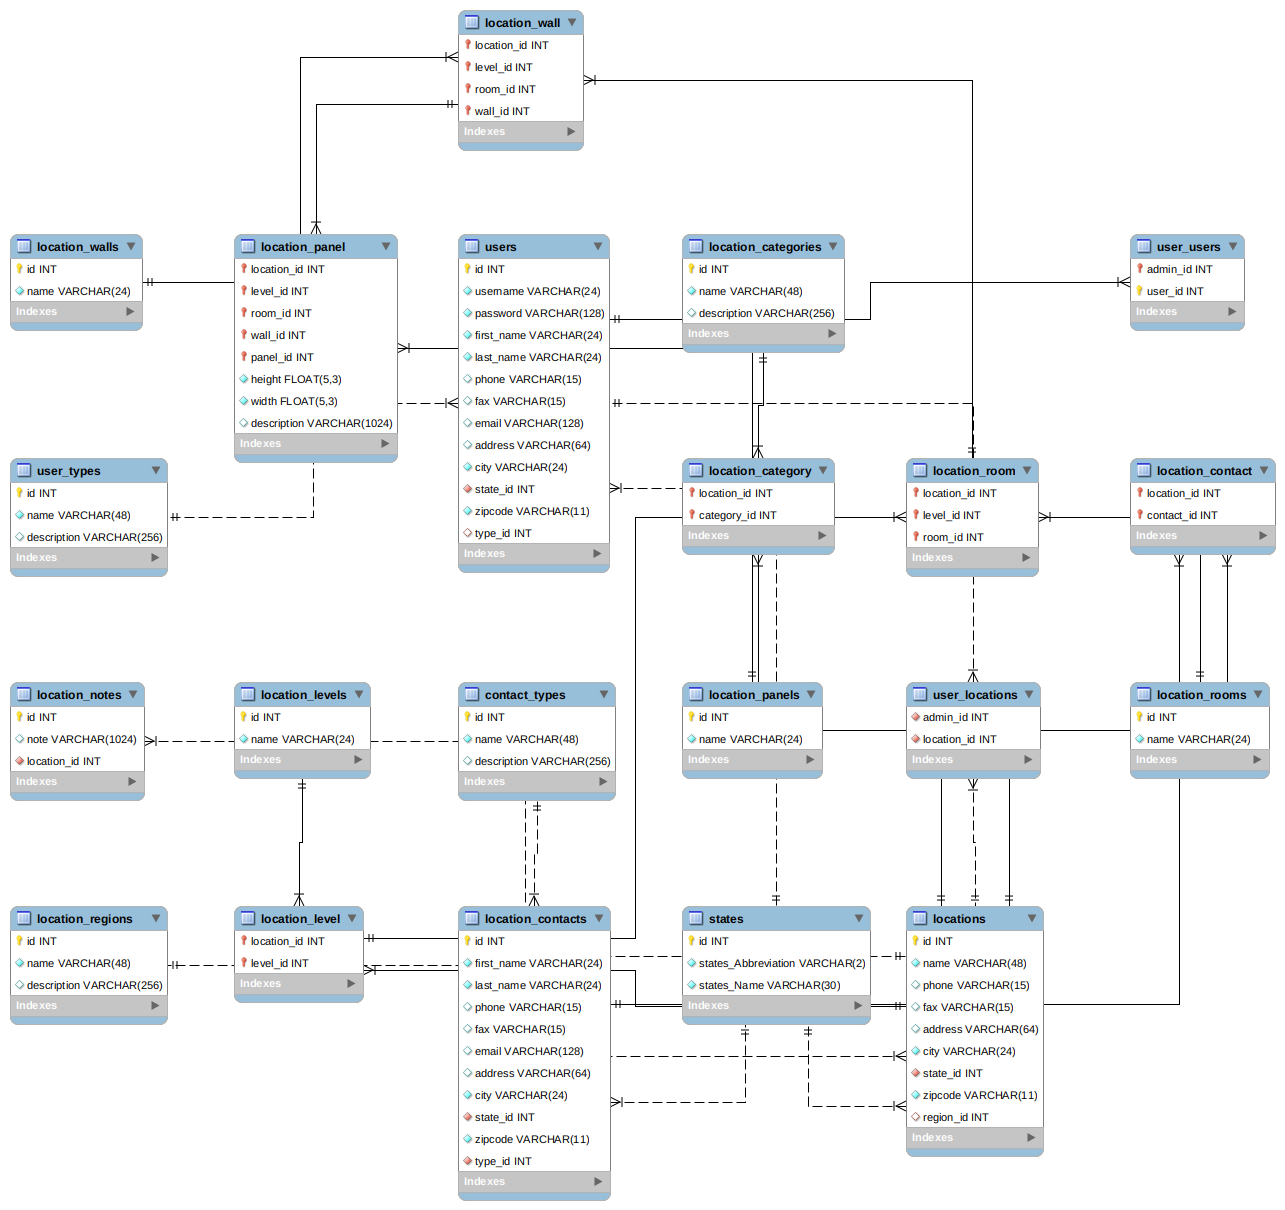 location_wall
location_id INT
level_id INT
room_id INT
wall_id INT
Indexes
location_walls
id INT
name VARCHAR(24)
Indexes
location_panel
location_id INT
level_id INT
room_id INT
wall_id INT
panel_id INT
height FLOAT(5,3)
width FLOAT(5,3)
description VARCHAR(1024)
Indexes
users
id INT
username VARCHAR(24)
password VARCHAR(128)
first_name VARCHAR(24)
last_name VARCHAR(24)
phone VARCHAR(15)
fax VARCHAR(15)
email VARCHAR(128)
address VARCHAR(64)
city VARCHAR(24)
state_id INT
zipcode VARCHAR(11)
type_id INT
Indexes
location_categories
id INT
name VARCHAR(48)
description VARCHAR(256)
Indexes
user_users
admin_id INT
user_id INT
Indexes
user_types
id INT
name VARCHAR(48)
description VARCHAR(256)
Indexes
location_category
location_id INT
category_id INT
Indexes
location_room
location_id INT
level_id INT
room_id INT
Indexes
location_contact
location_id INT
contact_id INT
Indexes
location_notes
id INT
note VARCHAR(1024)
location_id INT
Indexes
location_levels
id INT
name VARCHAR(24)
Indexes
contact_types
id INT
name VARCHAR(48)
description VARCHAR(256)
Indexes
location_panels
id INT
name VARCHAR(24)
Indexes
user_locations
admin_id INT
location_id INT
Indexes
location_rooms
id INT
name VARCHAR(24)
Indexes
location_regions
id INT
name VARCHAR(48)
description VARCHAR(256)
Indexes
location_level
location_id INT
level_id INT
Indexes
location_contacts
id INT
first_name VARCHAR(24)
last_name VARCHAR(24)
phone VARCHAR(15)
fax VARCHAR(15)
email VARCHAR(128)
address VARCHAR(64)
city VARCHAR(24)
state_id INT
zipcode VARCHAR(11)
type_id INT
Indexes
states
id INT
states_Abbreviation VARCHAR(2)
states_Name VARCHAR(30)
Indexes
locations
id INT
name VARCHAR(48)
phone VARCHAR(15)
fax VARCHAR(15)
address VARCHAR(64)
city VARCHAR(24)
state_id INT
zipcode VARCHAR(11)
region_id INT
Indexes